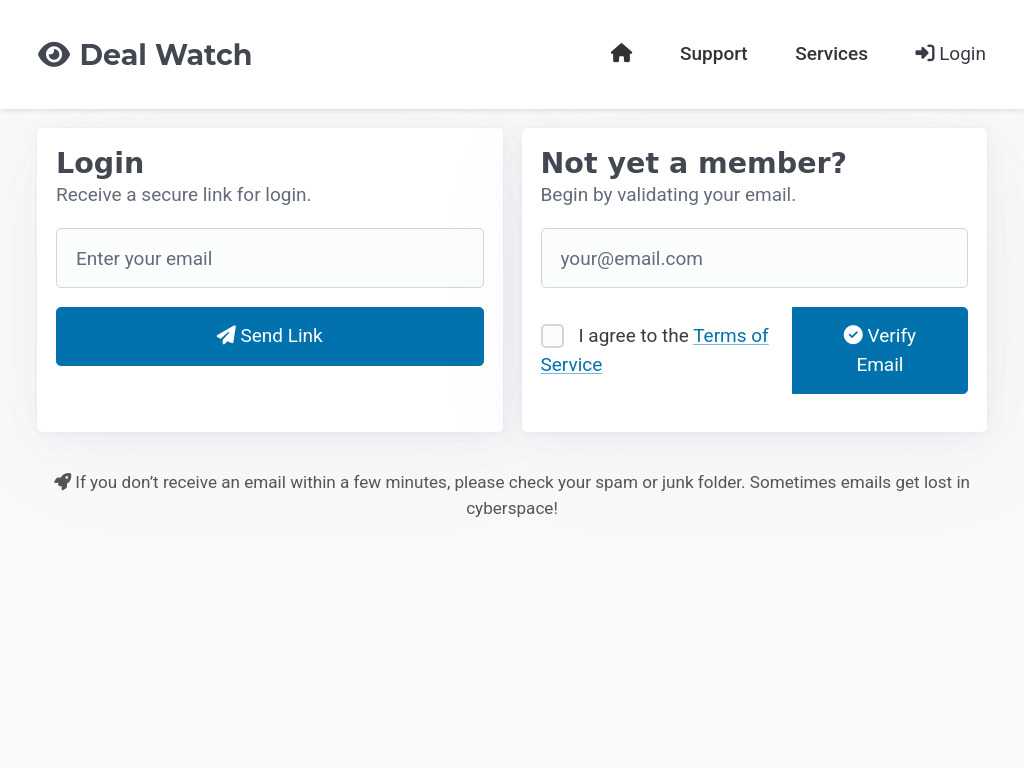 Deal Watch
Support
Services
Login
Login
Receive a secure link for login.
Enter your email
Send Link
Not yet a member?
Begin by validating your email.
your@email.com
I agree to the Terms of
Service
Verify
Email
If you don’t receive an email within a few minutes, please check your spam or junk folder. Sometimes emails get lost in
cyberspace!